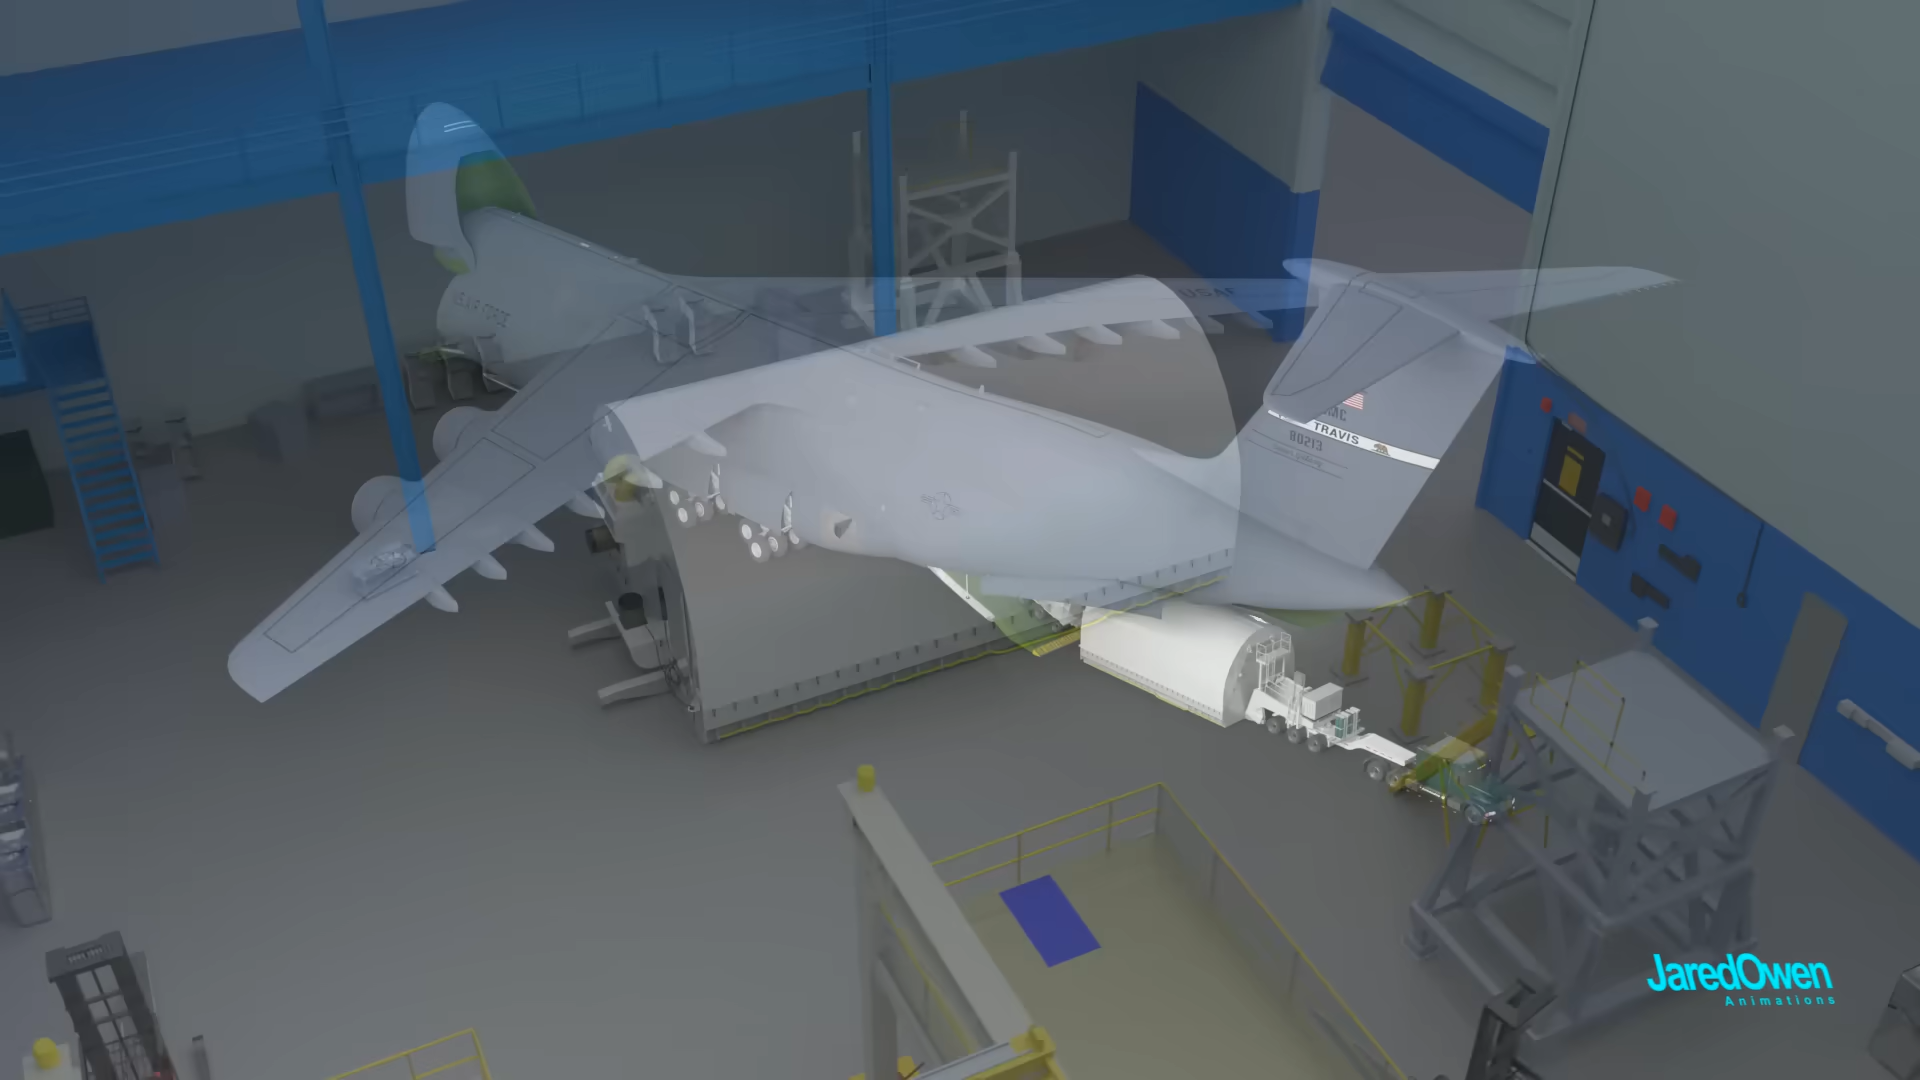 U.S. AIR FORCE
USAF
AMC
TRAVIS
80213
JaredOwen
Animations